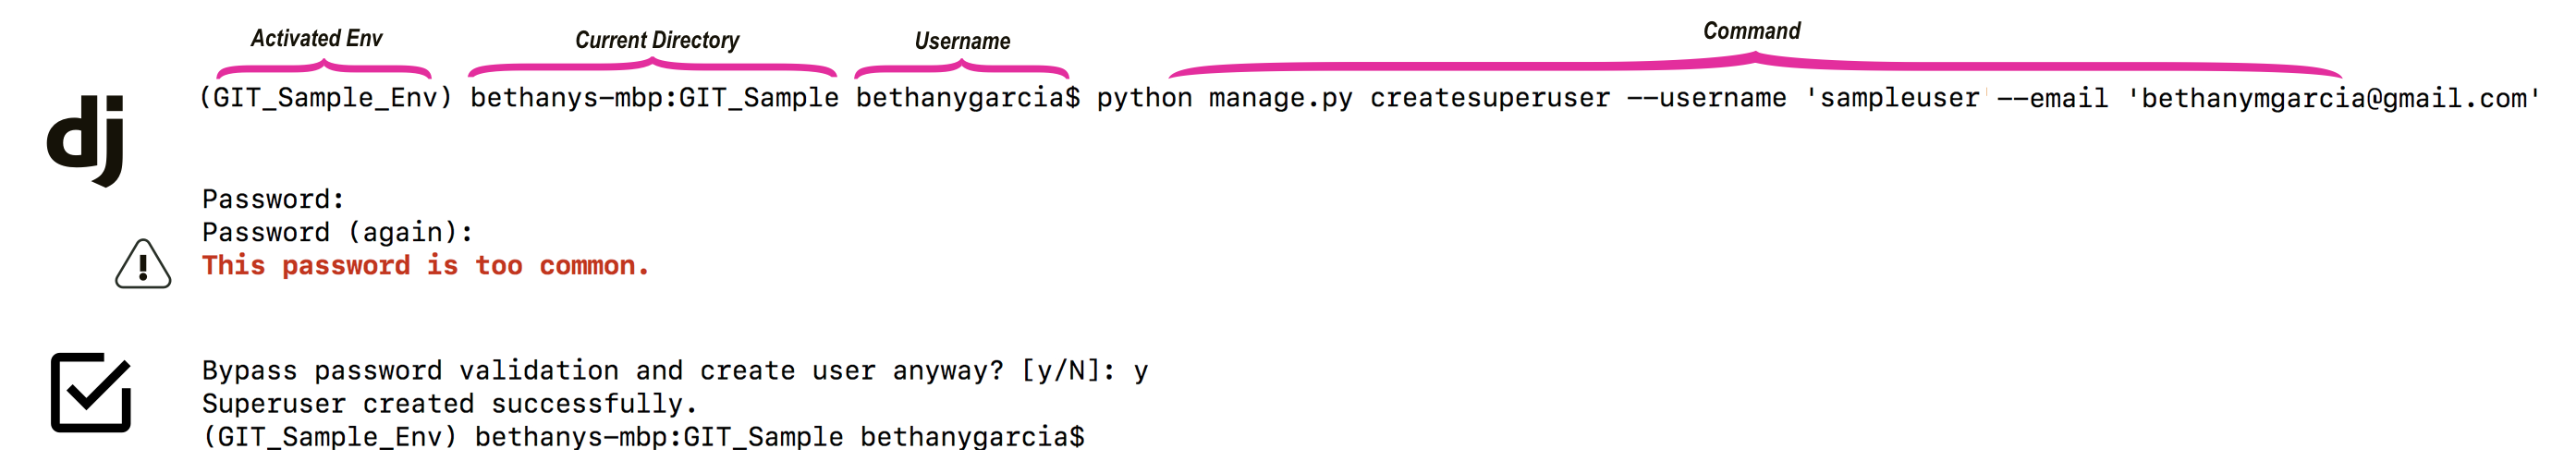 Activated Env Current Directory Username Command
(GIT_Sample_Env) bethanys-mbp:GIT_Sample bethanygarcia$ python manage.py createsuperuser --username 'sampleuser' --email 'bethanymgarcia@gmail.com'
dj
Password:
Password (again):
This password is too common.
Bypass password validation and create user anyway? [y/N]: y
Superuser created successfully.
(GIT_Sample_Env) bethanys-mbp:GIT_Sample bethanygarcia$